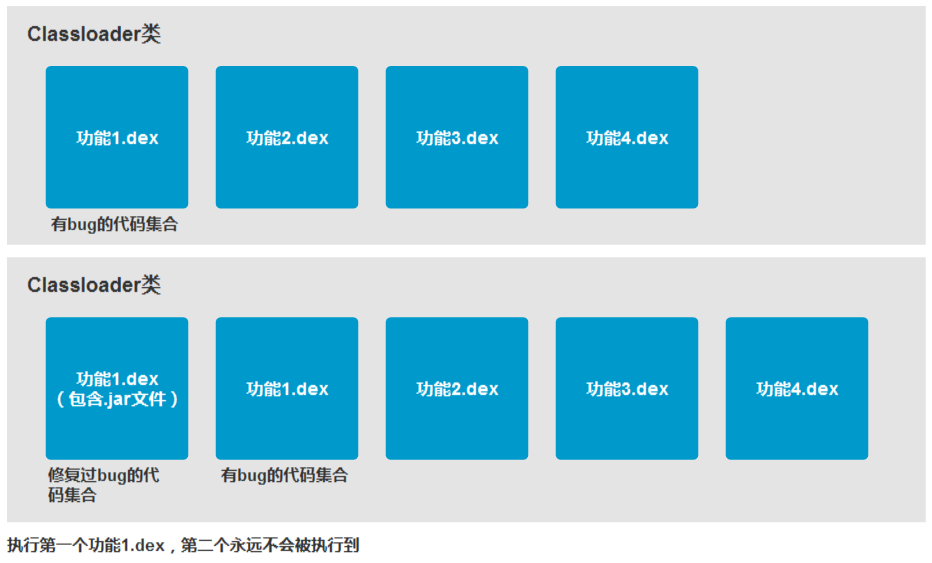 Classloader类
功能1.dex
功能2.dex
功能3.dex
功能4.dex
有bug的代码集合
Classloader类
功能1.dex
（包含.jar文件）
功能1.dex
功能2.dex
功能3.dex
功能4.dex
修复过bug的代
码集合
有bug的代码集合
执行第一个功能1.dex，第二个永远不会被执行到